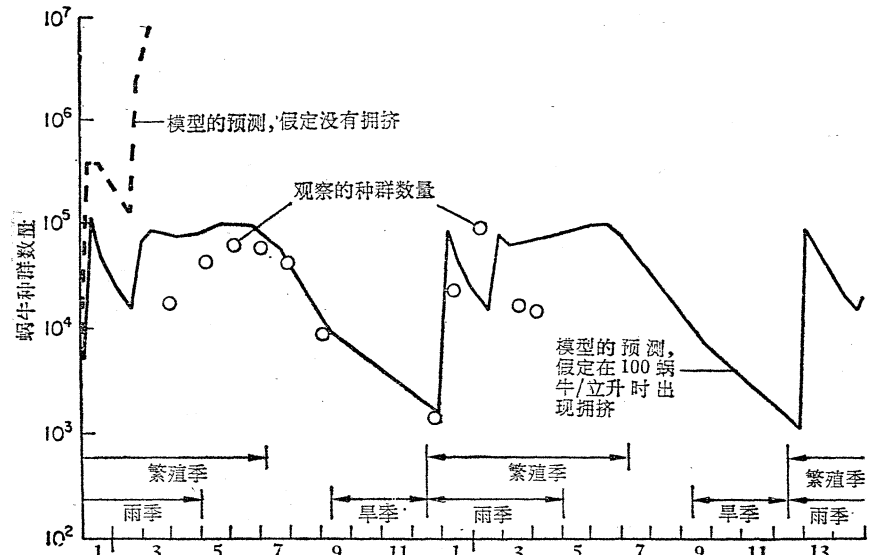 10⁷
模型的预测,假定没有拥挤
10⁶
观察的种群数量
10⁵
蜗牛种群数量
10⁴
模型的预测,
假定在100蜗
牛/立升时出
现拥挤
10³
繁殖季
繁殖季
繁殖季
雨季
旱季
雨季
旱季
雨季
10²
1 3 5 7 9 11 1 3 5 7 9 11 13